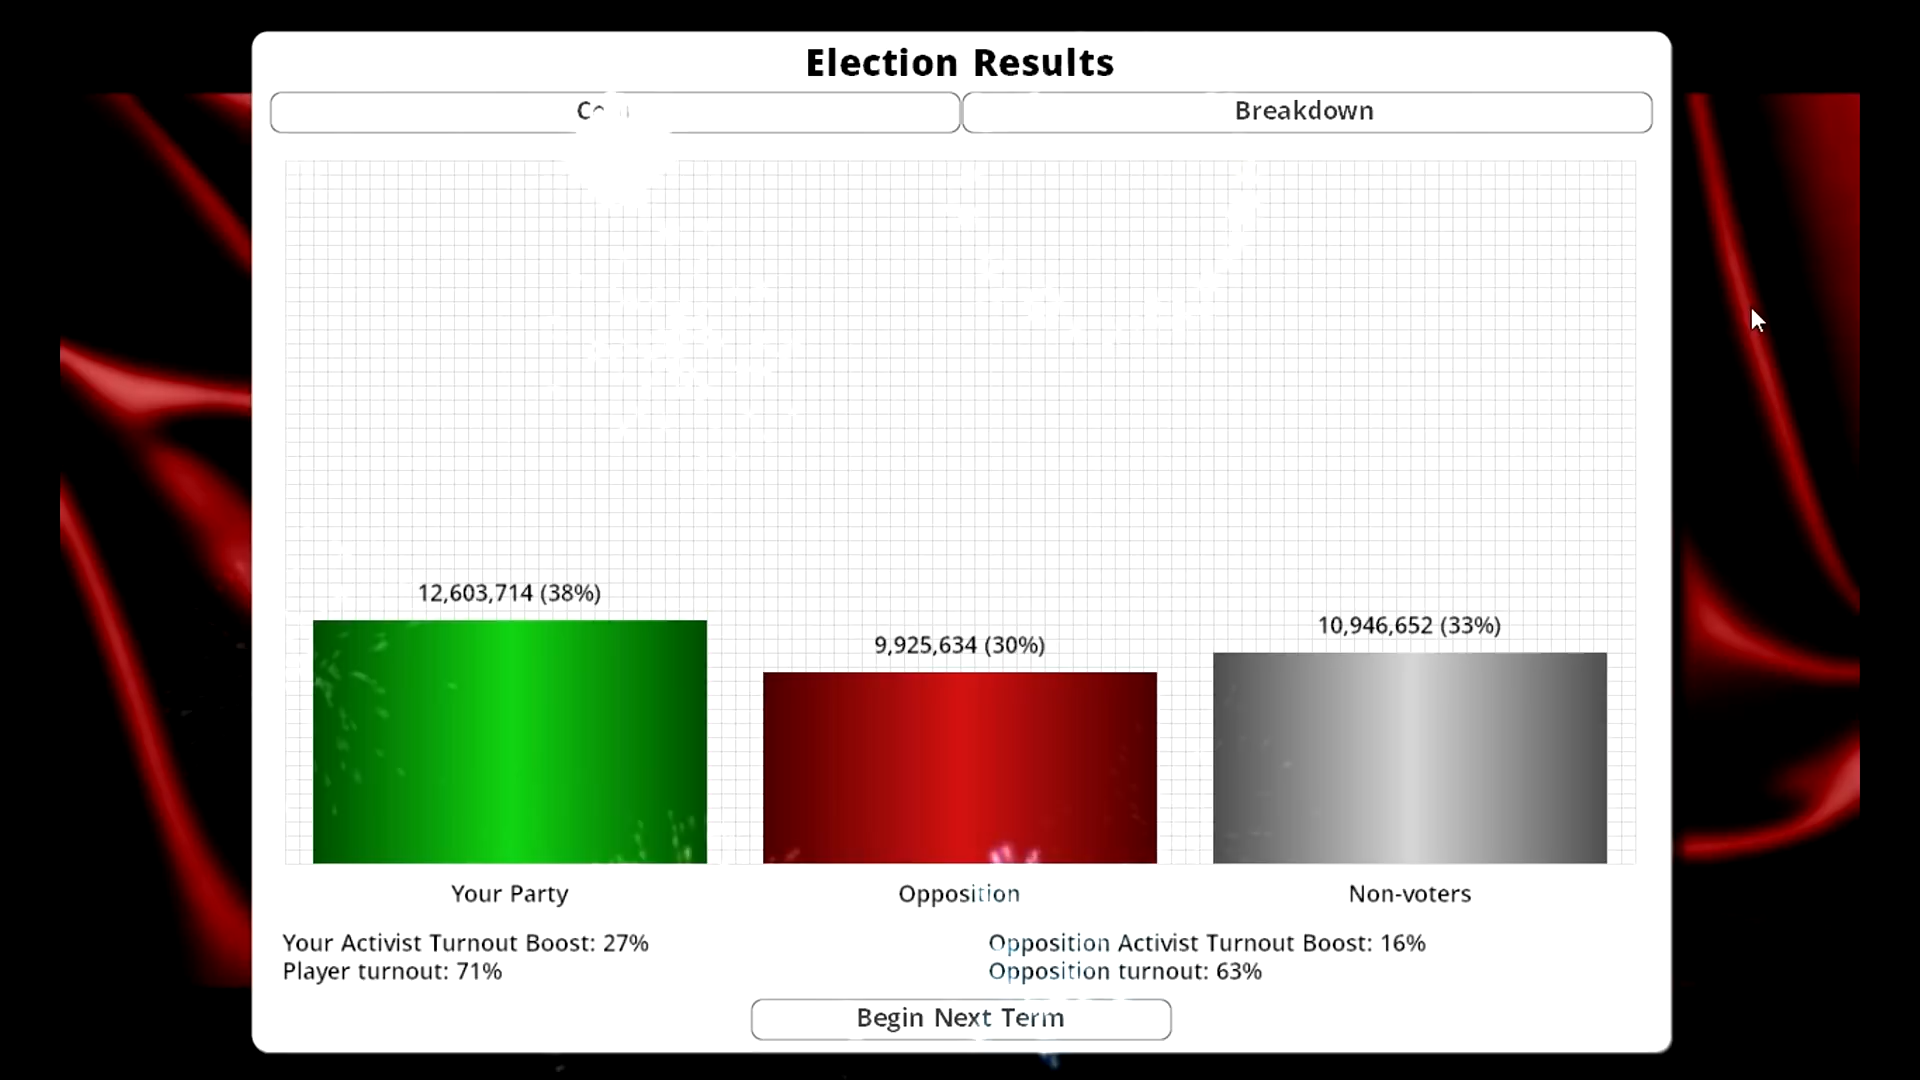 Election Results
Breakdown
12,603,714 (38%)
9,925,634 (30%)
10,946,652 (33%)
Your Party
Opposition
Non-voters
Your Activist Turnout Boost: 27%
Opposition Activist Turnout Boost: 16%
Player turnout: 71%
Opposition turnout: 63%
Begin Next Term